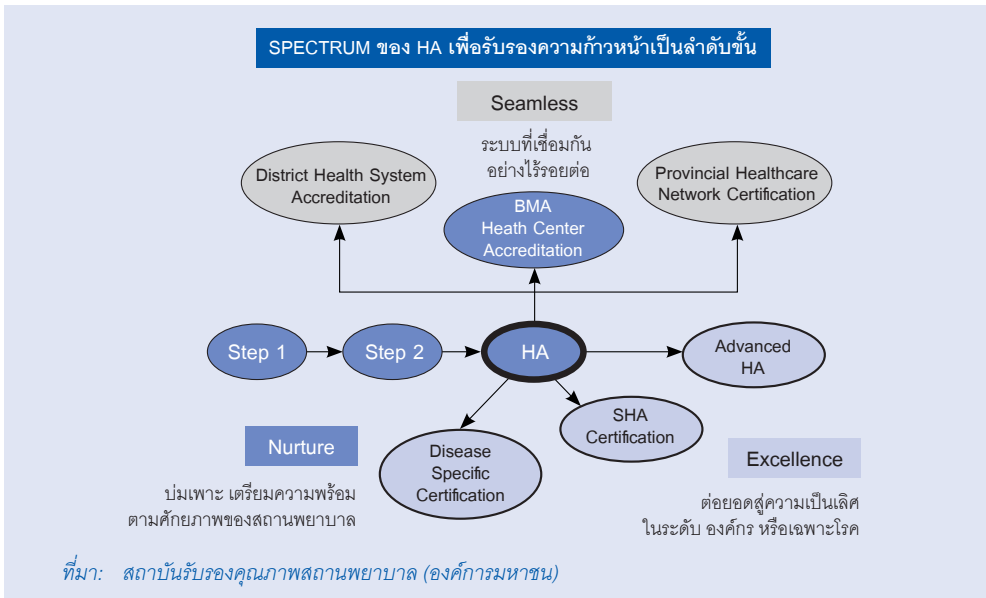 SPECTRUM ของ HA เพื่อรับรองความก้าวหน้าเป็นลำดับขั้น
Seamless
ระบบที่เชื่อมกัน
อย่างไร้รอยต่อ
District Health System
Accreditation
BMA
Heath Center
Accreditation
Provincial Healthcare
Network Certification
Step 1
Step 2
HA
Advanced
HA
SHA
Certification
Disease
Specific
Certification
Nurture
บ่มเพาะ เตรียมความพร้อม
ตามศักยภาพของสถานพยาบาล
Excellence
ต่อยอดสู่ความเป็นเลิศ
ในระดับ องค์กร หรือเฉพาะโรค
ที่มา: สถาบันรับรองคุณภาพสถานพยาบาล (องค์การมหาชน)